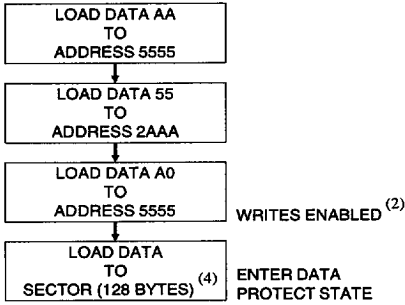 LOAD DATA AA
TO
ADDRESS 5555
LOAD DATA 55
TO
ADDRESS 2AAA
LOAD DATA A0
TO
ADDRESS 5555
WRITES ENABLED (2)
LOAD DATA
TO
SECTOR (128 BYTES) (4)
ENTER DATA
PROTECT STATE